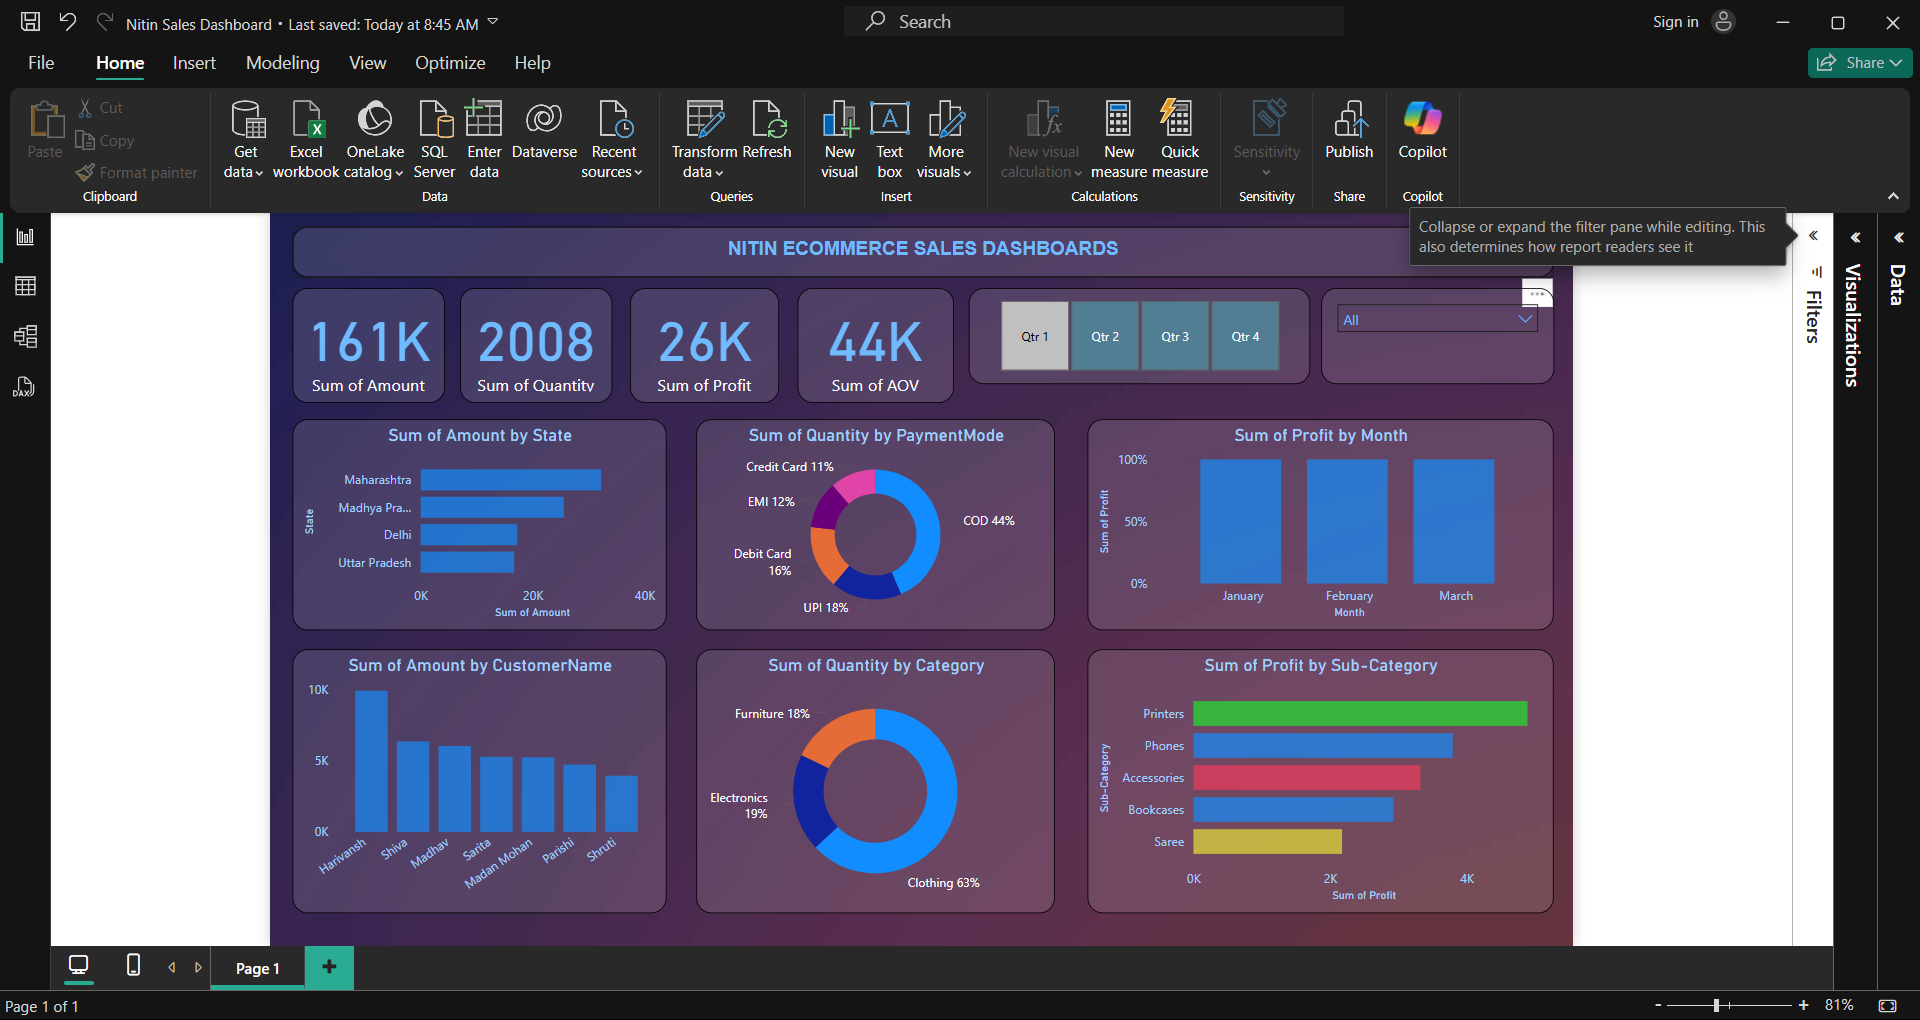 Nitin Sales Dashboard • Last saved: Today at 8:45 AM
Search
Sign in
File
Home
Insert
Modeling
View
Optimize
Help
Share
Paste
Cut
Copy
Format painter
Clipboard
Get data
Excel workbook
OneLake catalog
SQL Server
Enter data
Dataverse
Recent sources
Data
Transform data
Refresh
Queries
New visual
Text box
More visuals
Insert
New visual calculation
New measure
Quick measure
Calculations
Sensitivity
Sensitivity
Publish
Share
Copilot
Copilot
DAX
Collapse or expand the filter pane while editing. This
also determines how report readers see it
Filters
Visualizations
Data
NITIN ECOMMERCE SALES DASHBOARDS
161K
Sum of Amount
2008
Sum of Quantity
26K
Sum of Profit
44K
Sum of AOV
Qtr 1
Qtr 2
Qtr 3
Qtr 4
All
Sum of Amount by State
State
Maharashtra
Madhya Pra...
Delhi
Uttar Pradesh
0K
20K
40K
Sum of Amount
Sum of Quantity by PaymentMode
Credit Card 11%
EMI 12%
Debit Card
16%
UPI 18%
COD 44%
Sum of Profit by Month
Sum of Profit
100%
50%
0%
January
February
March
Month
Sum of Amount by CustomerName
10K
5K
0K
Harivansh
Shiva
Madhav
Sarita
Madan Mohan
Parishi
Shruti
Sum of Quantity by Category
Furniture 18%
Electronics
19%
Clothing 63%
Sum of Profit by Sub-Category
Sub-Category
Printers
Phones
Accessories
Bookcases
Saree
0K
2K
4K
Sum of Profit
Page 1
+
Page 1 of 1
-
+
81%